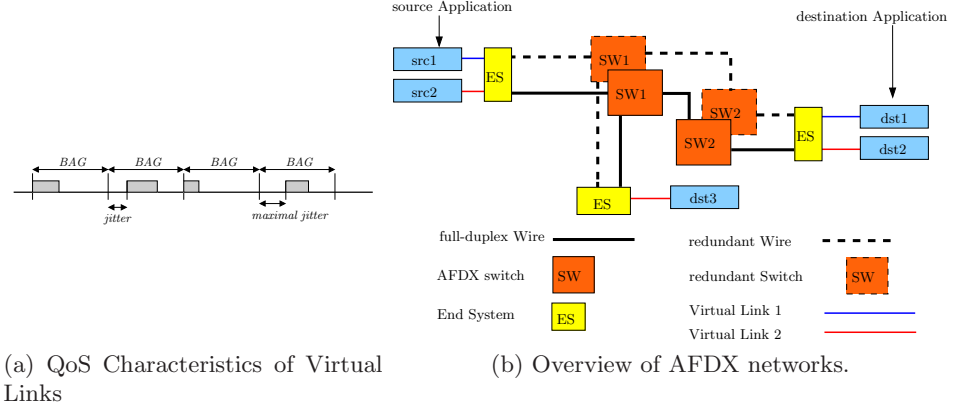 BAG BAG BAG BAG
jitter
maximal jitter
(a) QoS Characteristics of Virtual
Links
source Application
destination Application
src1
src2
ES
SW1
SW1
SW2
SW2
ES
dst1
dst2
ES
dst3
full-duplex Wire
redundant Wire
AFDX switch
SW
redundant Switch
SW
End System
ES
Virtual Link 1
Virtual Link 2
(b) Overview of AFDX networks.